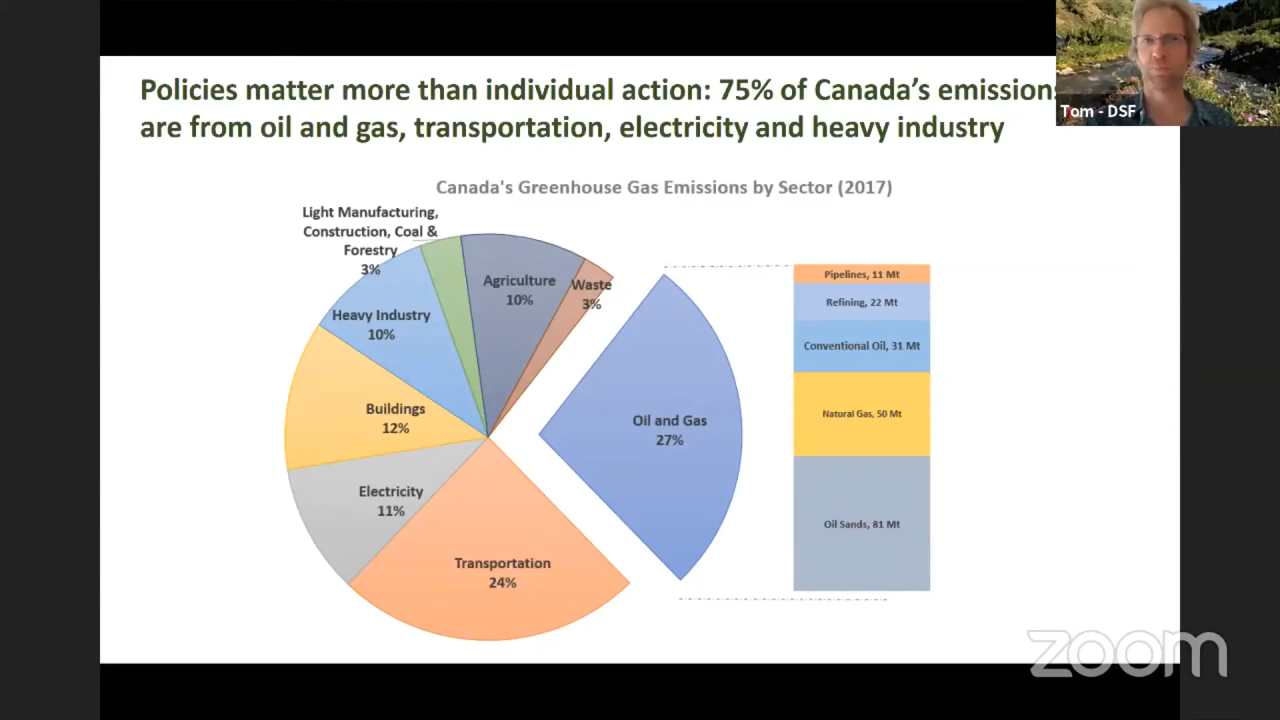 Policies matter more than individual action: 75% of Canada's emissions
are from oil and gas, transportation, electricity and heavy industry
Tom - DSF
Canada's Greenhouse Gas Emissions by Sector (2017)
Light Manufacturing,
Construction, Coal &
Forestry
3%
Agriculture
10%
Waste
3%
Heavy Industry
10%
Buildings
12%
Electricity
11%
Transportation
24%
Oil and Gas
27%
Pipelines, 11 Mt
Refining, 22 Mt
Conventional Oil, 31 Mt
Natural Gas, 50 Mt
Oil Sands, 81 Mt
zoom